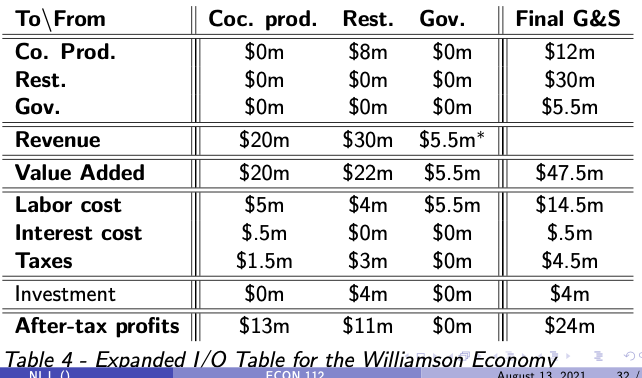 To\From Coc. prod. Rest. Gov. Final G&S
Co. Prod. $0m $8m $0m $12m
Rest. $0m $0m $0m $30m
Gov. $0m $0m $0m $5.5m
Revenue $20m $30m $5.5m*
Value Added $20m $22m $5.5m $47.5m
Labor cost $5m $4m $5.5m $14.5m
Interest cost $.5m $0m $0m $.5m
Taxes $1.5m $3m $0m $4.5m
Investment $0m $4m $0m $4m
After-tax profits $13m $11m $0m $24m
Table 4 - Expanded I/O Table for the Williamson Economy
ECON 112 August 13, 2021 32 /